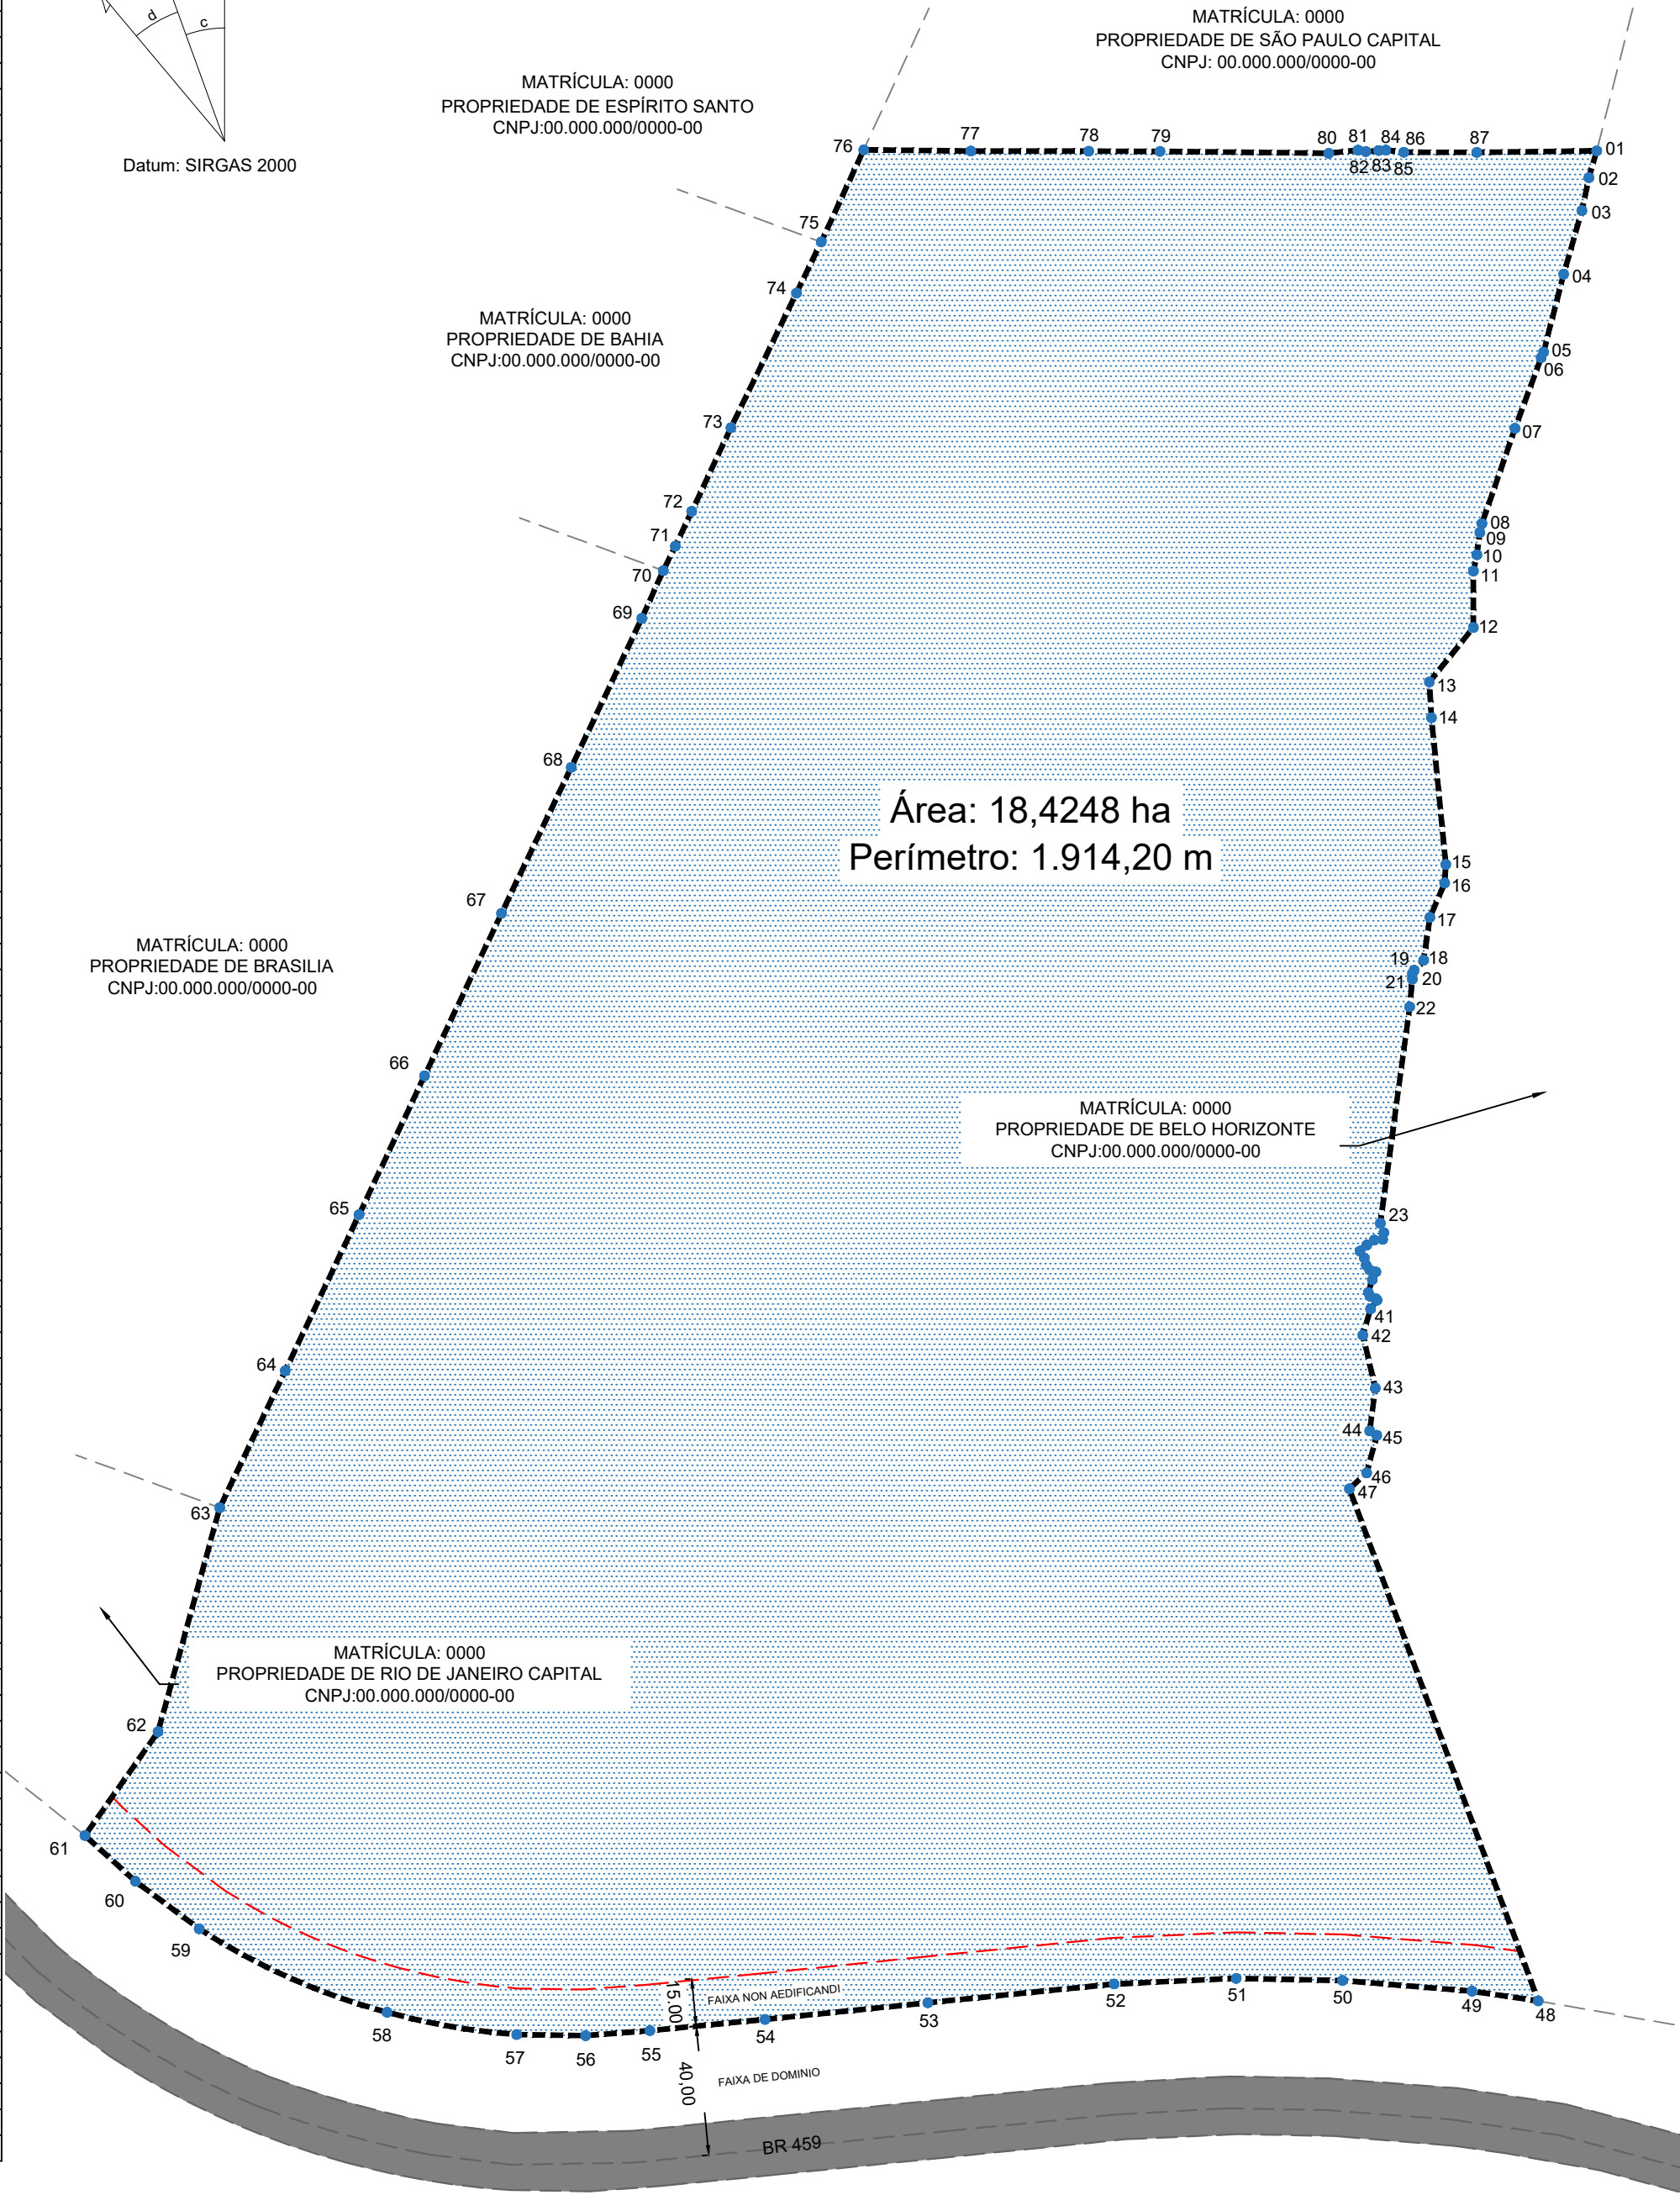 d
c
Datum: SIRGAS 2000
MATRÍCULA: 0000
PROPRIEDADE DE SÃO PAULO CAPITAL
CNPJ: 00.000.000/0000-00
MATRÍCULA: 0000
PROPRIEDADE DE ESPÍRITO SANTO
CNPJ:00.000.000/0000-00
76
77
78
79
80
81
84
86
87
01
82
83
85
02
03
75
04
74
MATRÍCULA: 0000
PROPRIEDADE DE BAHIA
CNPJ:00.000.000/0000-00
05
06
73
07
72
08
71
09
10
70
11
69
12
13
14
68
Área: 18,4248 ha
Perímetro: 1.914,20 m
15
16
67
17
MATRÍCULA: 0000
PROPRIEDADE DE BRASILIA
CNPJ:00.000.000/0000-00
19
18
21
20
22
66
MATRÍCULA: 0000
PROPRIEDADE DE BELO HORIZONTE
CNPJ:00.000.000/0000-00
65
23
41
42
64
43
44
45
46
47
63
MATRÍCULA: 0000
PROPRIEDADE DE RIO DE JANEIRO CAPITAL
CNPJ:00.000.000/0000-00
62
61
60
59
58
57
56
55
54
53
52
51
50
49
48
15.00
FAIXA NON AEDIFICANDI
40,00
FAIXA DE DOMINIO
BR 459